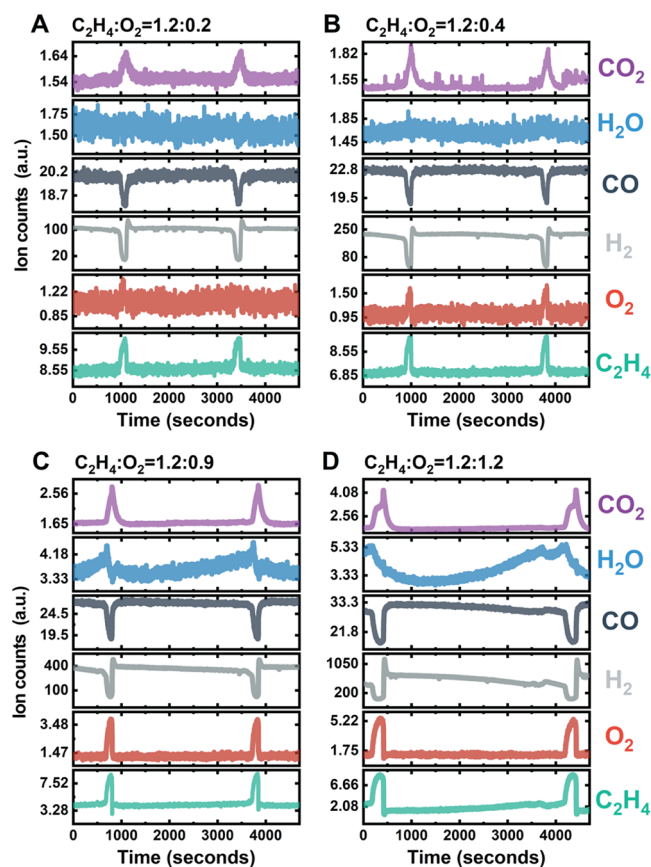 A C₂H₄:O₂=1.2:0.2
B C₂H₄:O₂=1.2:0.4
Ion counts (a.u.)
1.64
1.54
1.75
1.50
20.2
18.7
100
20
1.22
0.85
9.55
8.55
0 1000 2000 3000 4000
Time (seconds)
1.82
1.55
1.85
1.45
22.8
19.5
250
80
1.50
0.95
8.55
6.85
0 1000 2000 3000 4000
Time (seconds)
CO₂
H₂O
CO
H₂
O₂
C₂H₄
C C₂H₄:O₂=1.2:0.9
D C₂H₄:O₂=1.2:1.2
Ion counts (a.u.)
2.56
1.65
4.18
3.33
24.5
19.5
400
100
3.48
1.47
7.52
3.28
0 1000 2000 3000 4000
Time (seconds)
4.08
2.56
5.33
3.33
33.3
21.8
1050
200
5.22
1.75
6.66
2.08
0 1000 2000 3000 4000
Time (seconds)
CO₂
H₂O
CO
H₂
O₂
C₂H₄